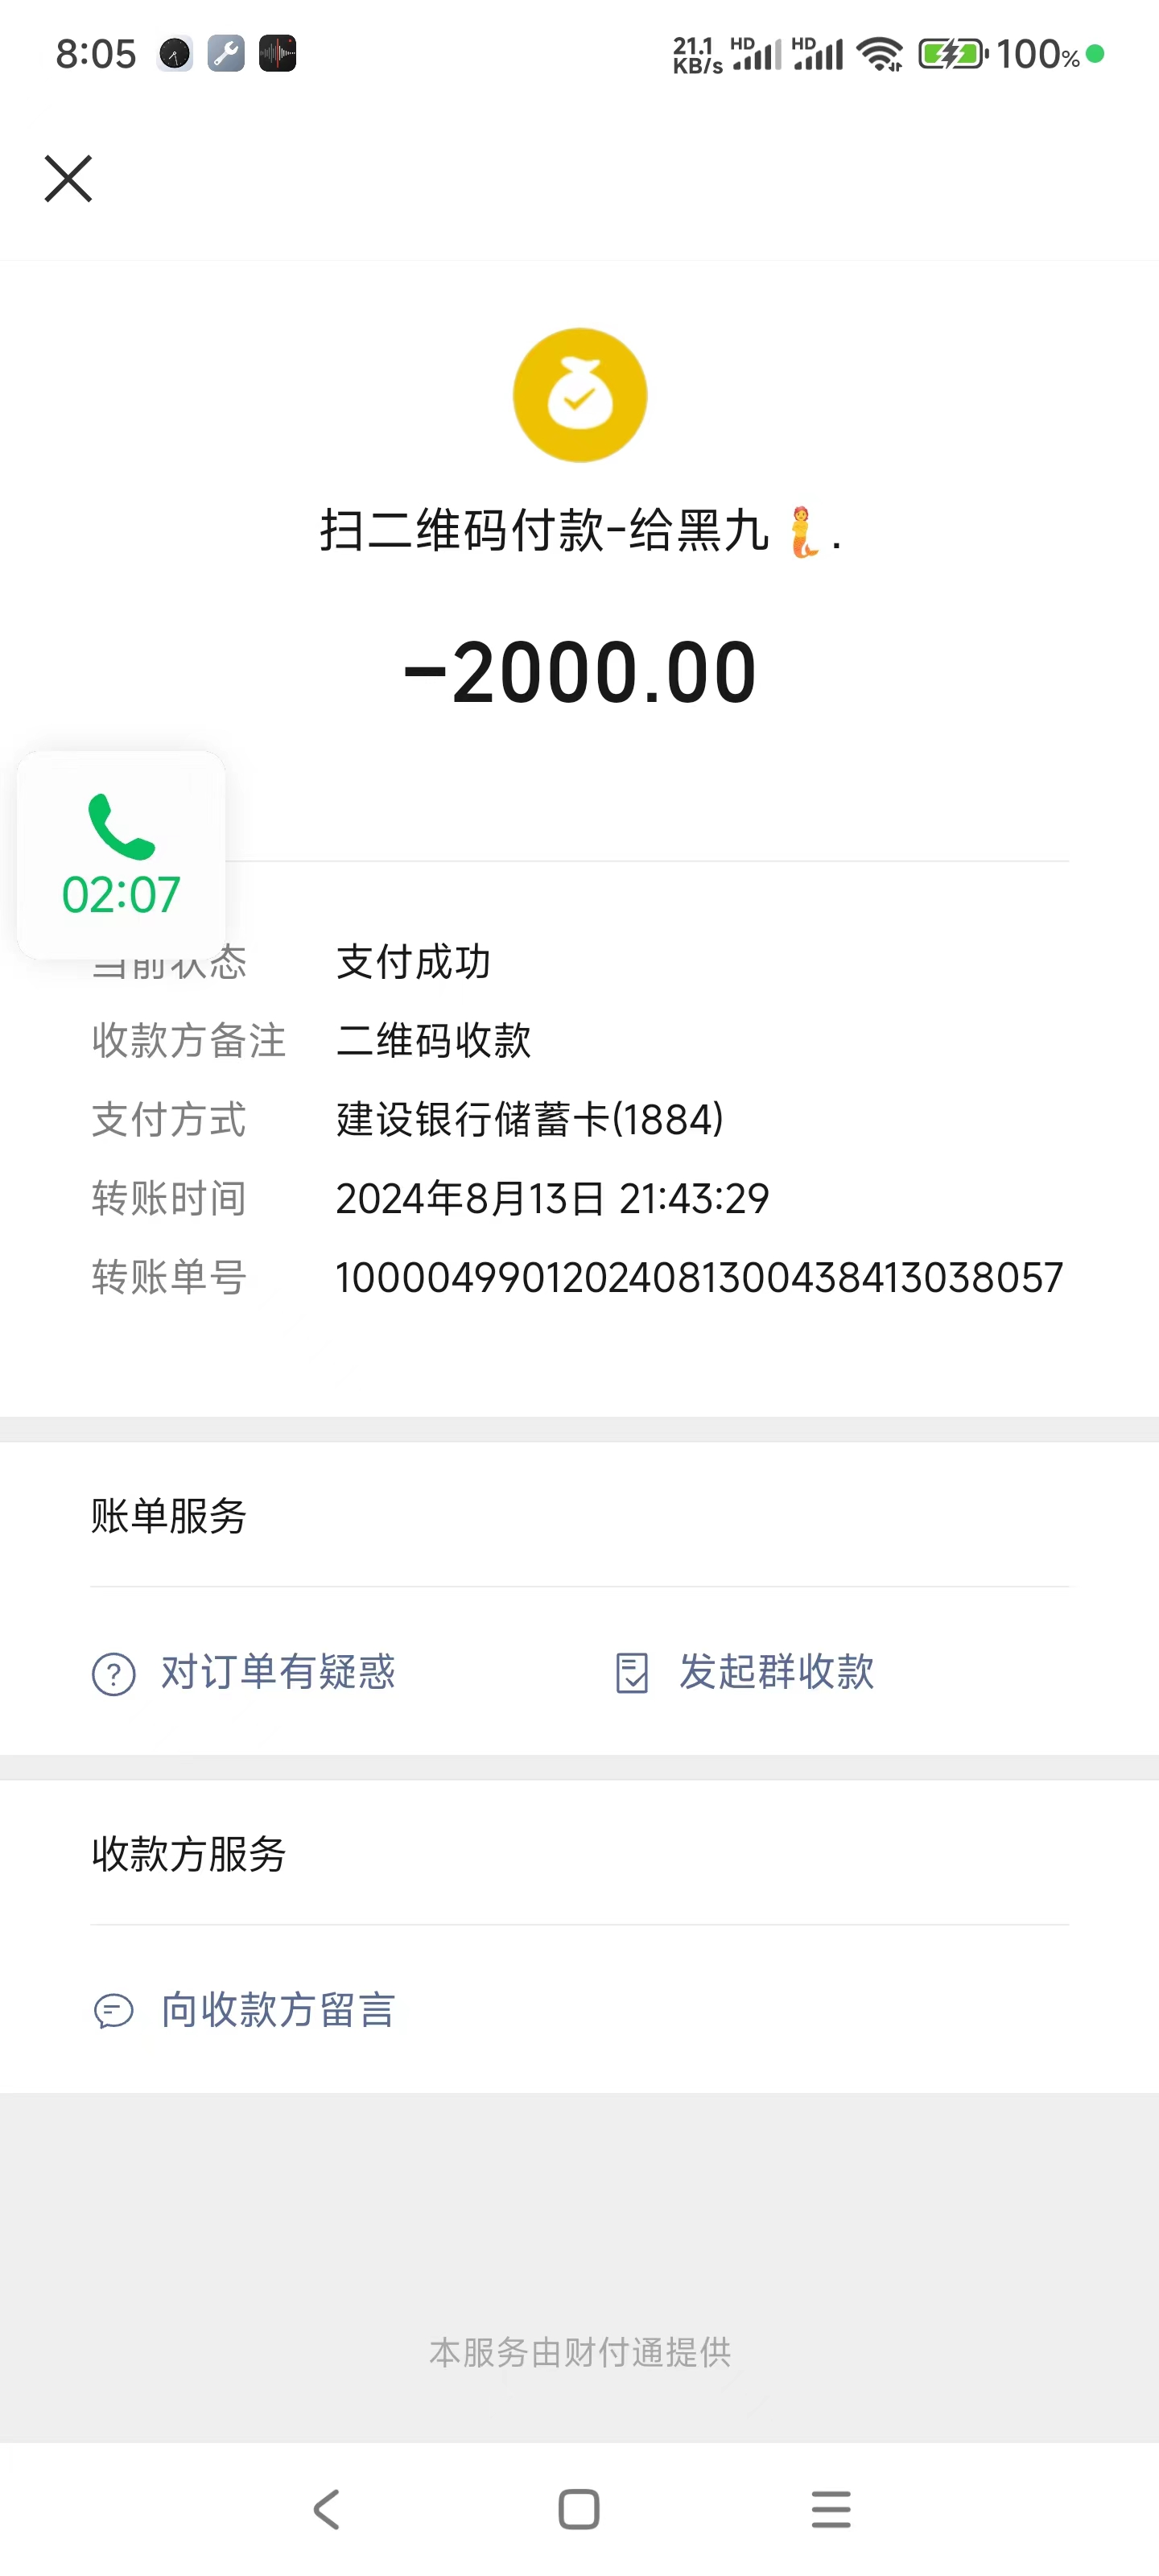 8:05
21.1 KB/s HD HD 100%
扫二维码付款-给黑九🧜.
-2000.00
02:07
当前状态 支付成功
收款方备注 二维码收款
支付方式 建设银行储蓄卡(1884)
转账时间 2024年8月13日 21:43:29
转账单号 1000049901202408130043841303​8057
账单服务
对订单有疑惑 发起群收款
收款方服务
向收款方留言
本服务由财付通提供